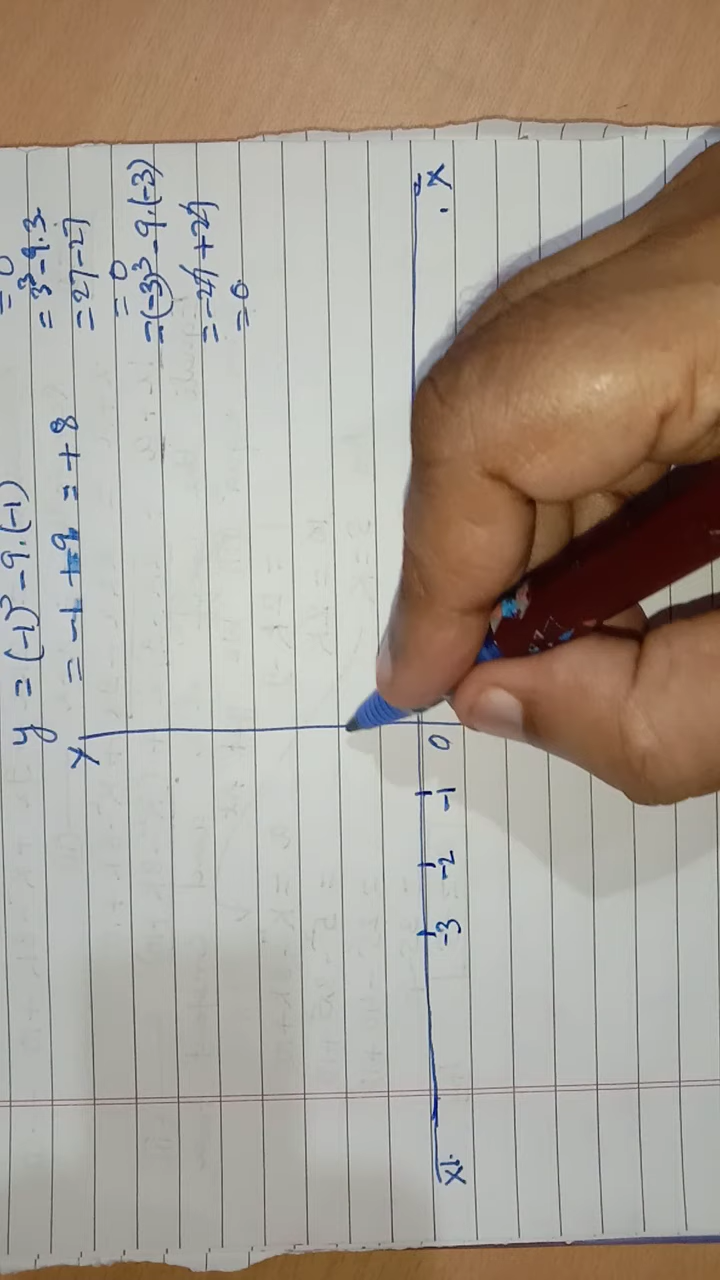 = 0
= 3³-9.3
= 27-27
= 0
=(-3)³-9.(-3)
= -27 +27
= 0
y = (-1)³ - 9.(-1)
= -1 + 9 = +8
Y
X
0
-1
-2
-3
X'